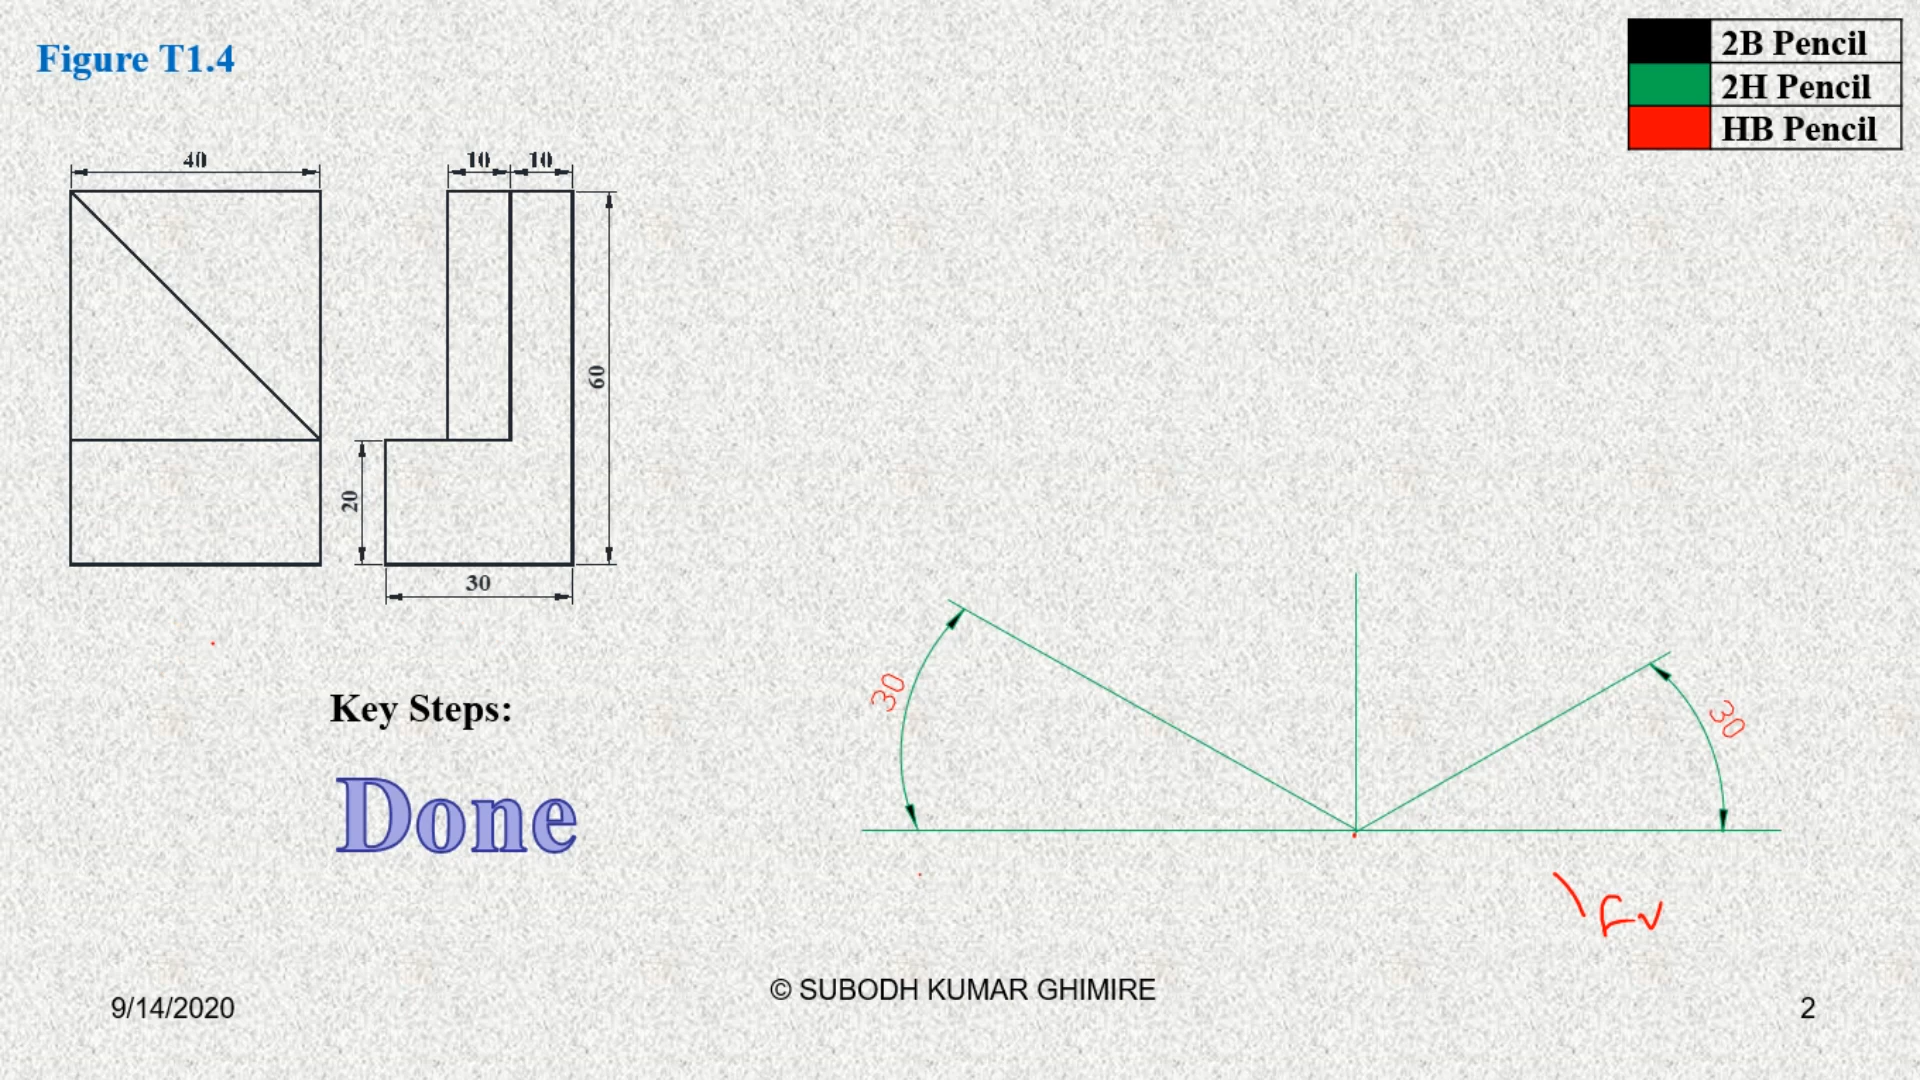 Figure T1.4
2B Pencil
2H Pencil
HB Pencil
40
10 10
60
20
30
30
30
Key Steps:
Done
FV
© SUBODH KUMAR GHIMIRE
9/14/2020
2